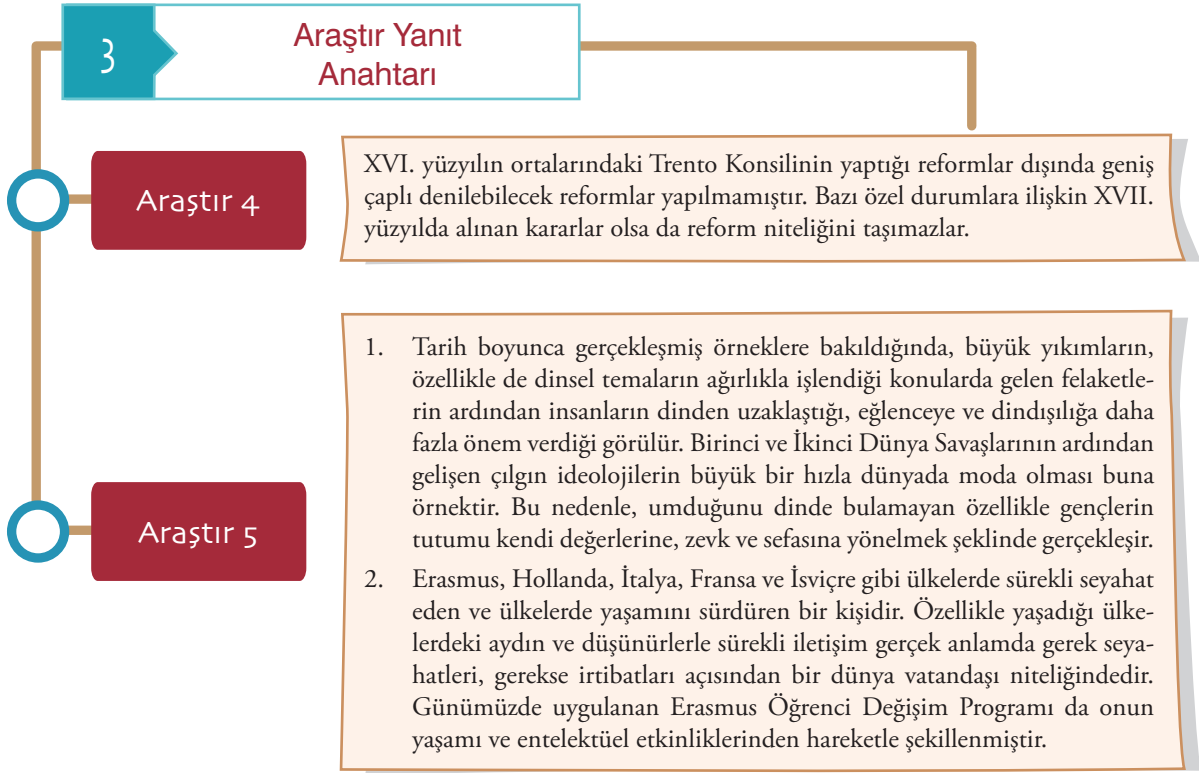 3
Araştır Yanıt
Anahtarı
Araştır 4
XVI. yüzyılın ortalarındaki Trento Konsilinin yaptığı reformlar dışında geniş
çaplı denilebilecek reformlar yapılmamıştır. Bazı özel durumlara ilişkin XVII.
yüzyılda alınan kararlar olsa da reform niteliğini taşımazlar.
Araştır 5
1. Tarih boyunca gerçekleşmiş örneklere bakıldığında, büyük yıkımların,
özellikle de dinsel temaların ağırlıkla işlendiği konularda gelen felaketle-
rin ardından insanların dinden uzaklaştığı, eğlenceye ve dindışılığa daha
fazla önem verdiği görülür. Birinci ve İkinci Dünya Savaşlarının ardından
gelişen çılgın ideolojilerin büyük bir hızla dünyada moda olması buna
örnektir. Bu nedenle, umduğunu dinde bulamayan özellikle gençlerin
tutumu kendi değerlerine, zevk ve sefasına yönelmek şeklinde gerçekleşir.
2. Erasmus, Hollanda, İtalya, Fransa ve İsviçre gibi ülkelerde sürekli seyahat
eden ve ülkelerde yaşamını sürdüren bir kişidir. Özellikle yaşadığı ülke-
lerdeki aydın ve düşünürlerle sürekli iletişim gerçek anlamda gerek seya-
hatleri, gerekse irtibatları açısından bir dünya vatandaşı niteliğindedir.
Günümüzde uygulanan Erasmus Öğrenci Değişim Programı da onun
yaşamı ve entelektüel etkinliklerinden hareketle şekillenmiştir.